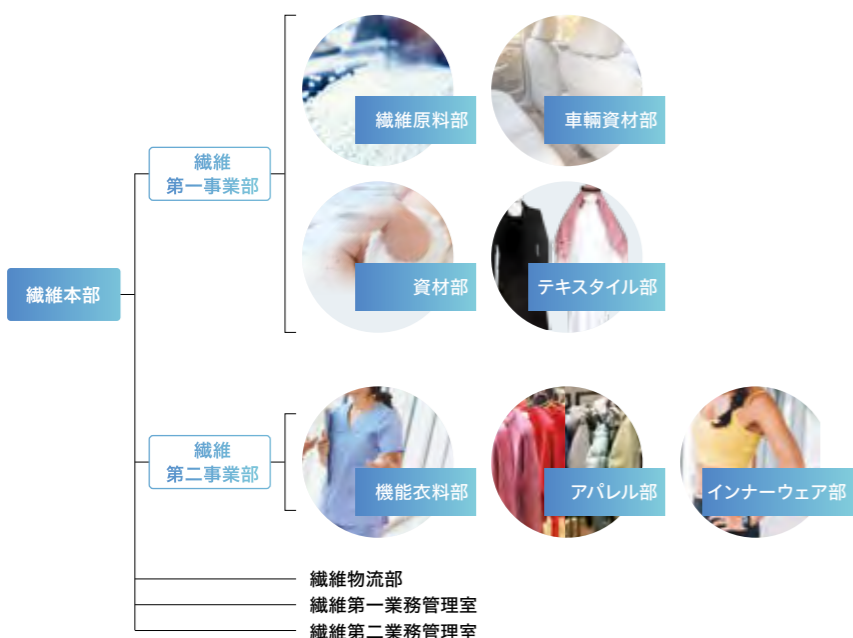 繊維本部
繊維
第一事業部
繊維原料部
車輛資材部
資材部
テキスタイル部
繊維
第二事業部
機能衣料部
アパレル部
インナーウェア部
繊維物流部
繊維第一業務管理室
繊維第二業務管理室